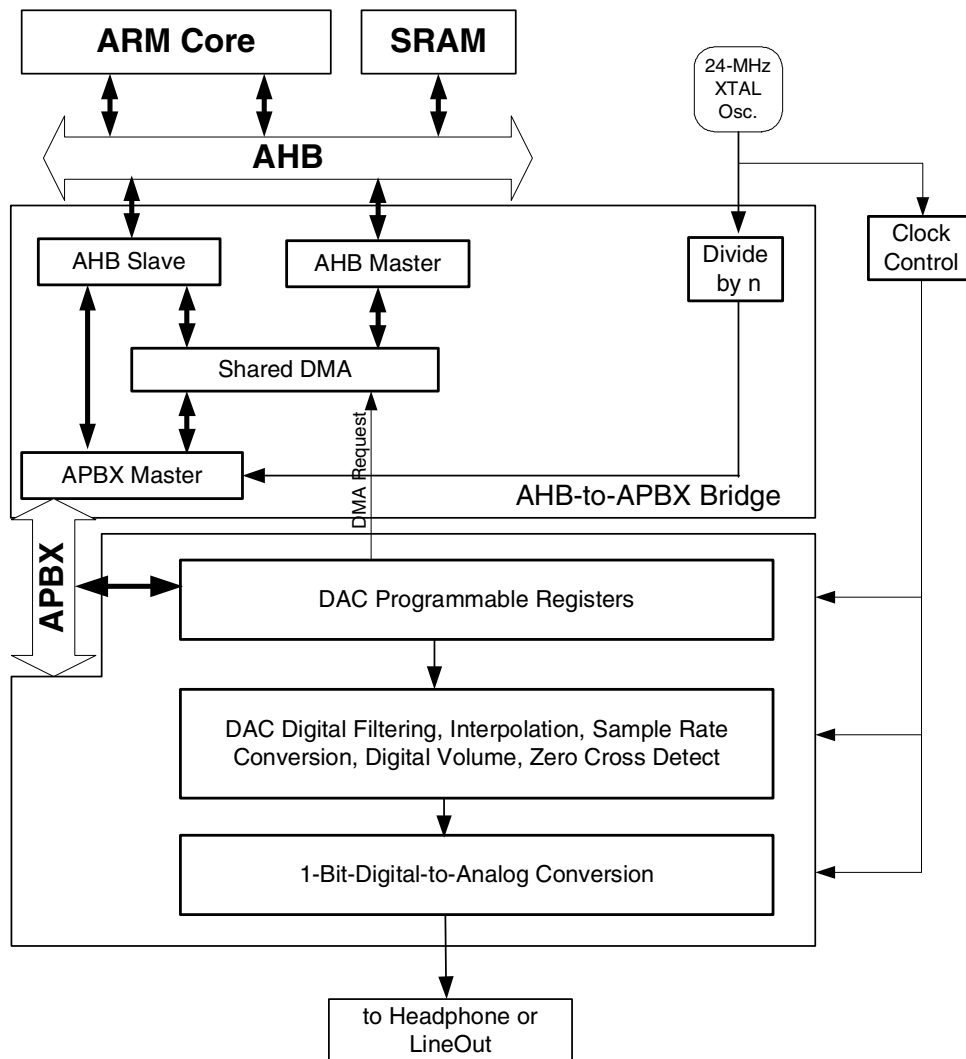 ARM Core
SRAM
24-MHz
XTAL
Osc.
AHB
AHB Slave
AHB Master
Divide
by n
Clock
Control
Shared DMA
DMA Request
APBX Master
AHB-to-APBX Bridge
APBX
DAC Programmable Registers
DAC Digital Filtering, Interpolation, Sample Rate
Conversion, Digital Volume, Zero Cross Detect
1-Bit-Digital-to-Analog Conversion
to Headphone or
LineOut